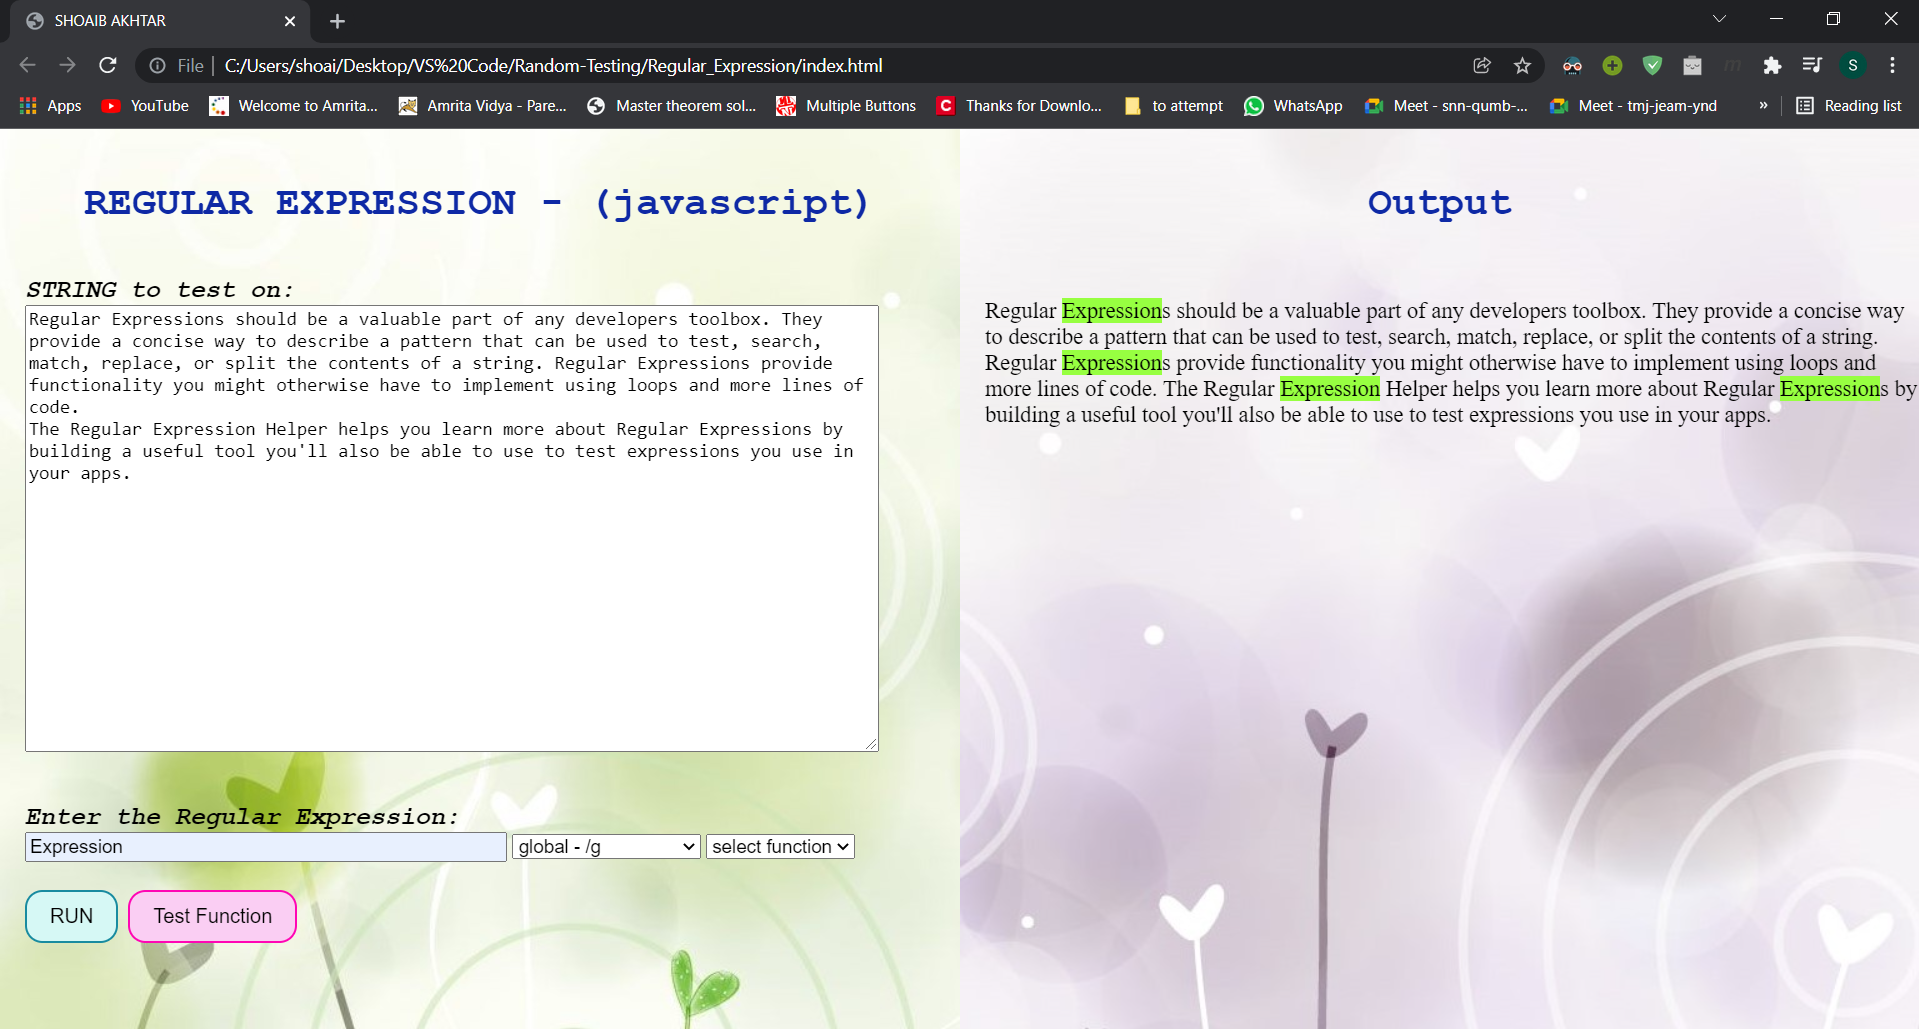 SHOAIB AKHTAR
File C:/Users/shoai/Desktop/VS%20Code/Random-Testing/Regular_Expression/index.html
S
Apps YouTube Welcome to Amrita... Amrita Vidya - Pare... Master theorem sol... Multiple Buttons C Thanks for Downlo... to attempt WhatsApp Meet - snn-qumb-... Meet - tmj-jeam-ynd » Reading list
REGULAR EXPRESSION - (javascript)
STRING to test on:
Regular Expressions should be a valuable part of any developers toolbox. They
provide a concise way to describe a pattern that can be used to test, search,
match, replace, or split the contents of a string. Regular Expressions provide
functionality you might otherwise have to implement using loops and more lines of
code.
The Regular Expression Helper helps you learn more about Regular Expressions by
building a useful tool you'll also be able to use to test expressions you use in
your apps.
Enter the Regular Expression:
Expression global - /g select function
RUN Test Function
Output
Regular Expressions should be a valuable part of any developers toolbox. They provide a concise way
to describe a pattern that can be used to test, search, match, replace, or split the contents of a string.
Regular Expressions provide functionality you might otherwise have to implement using loops and
more lines of code. The Regular Expression Helper helps you learn more about Regular Expressions by
building a useful tool you'll also be able to use to test expressions you use in your apps.